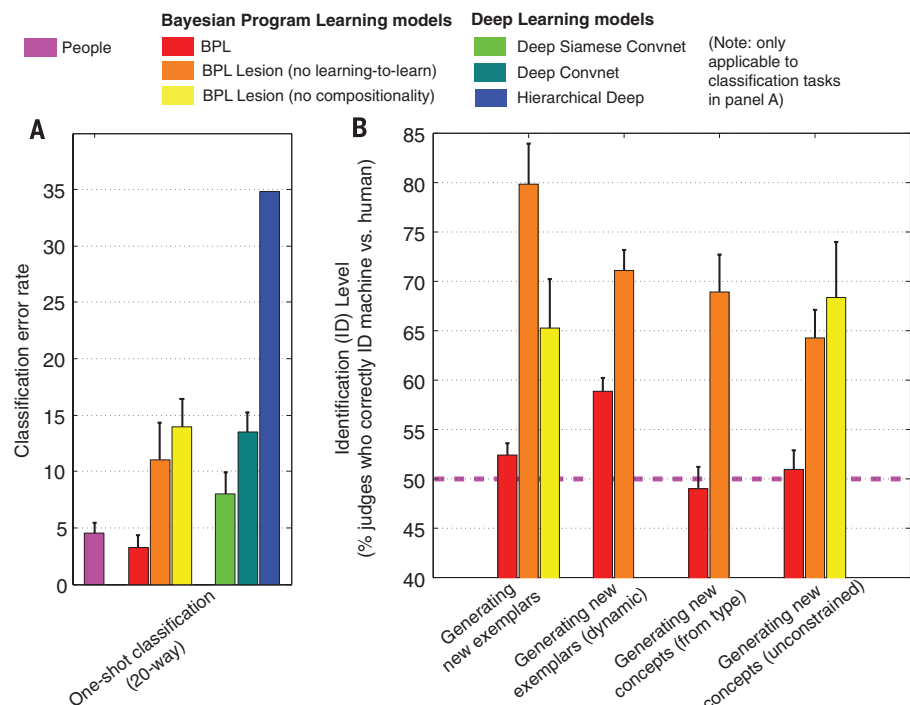 Bayesian Program Learning models
Deep Learning models
People
BPL
BPL Lesion (no learning-to-learn)
BPL Lesion (no compositionality)
Deep Siamese Convnet
Deep Convnet
Hierarchical Deep
(Note: only
applicable to
classification tasks
in panel A)
A
Classification error rate
35
30
25
20
15
10
5
0
One-shot classification
(20-way)
B
Identification (ID) Level
(% judges who correctly ID machine vs. human)
85
80
75
70
65
60
55
50
45
40
Generating
new exemplars
Generating new
exemplars (dynamic)
Generating new
concepts (from type)
Generating new
concepts (unconstrained)